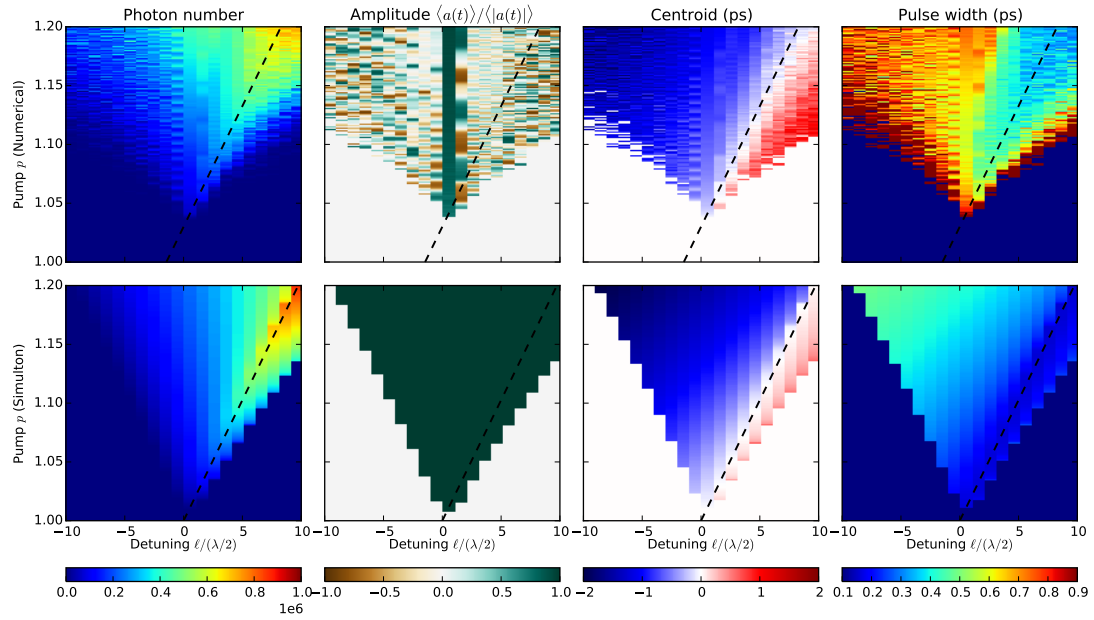 Photon number
Amplitude ⟨a(t)⟩/⟨|a(t)|⟩
Centroid (ps)
Pulse width (ps)
Pump p (Numerical)
1.20
1.15
1.10
1.05
1.00
Pump p (Simulton)
1.20
1.15
1.10
1.05
1.00
−10 −5 0 5 10
−10 −5 0 5 10
−10 −5 0 5 10
−10 −5 0 5 10
Detuning ℓ/(λ/2)
Detuning ℓ/(λ/2)
Detuning ℓ/(λ/2)
Detuning ℓ/(λ/2)
0.0 0.2 0.4 0.6 0.8 1.0
1e6
−1.0 −0.5 0.0 0.5 1.0
−2 −1 0 1 2
0.1 0.2 0.3 0.4 0.5 0.6 0.7 0.8 0.9